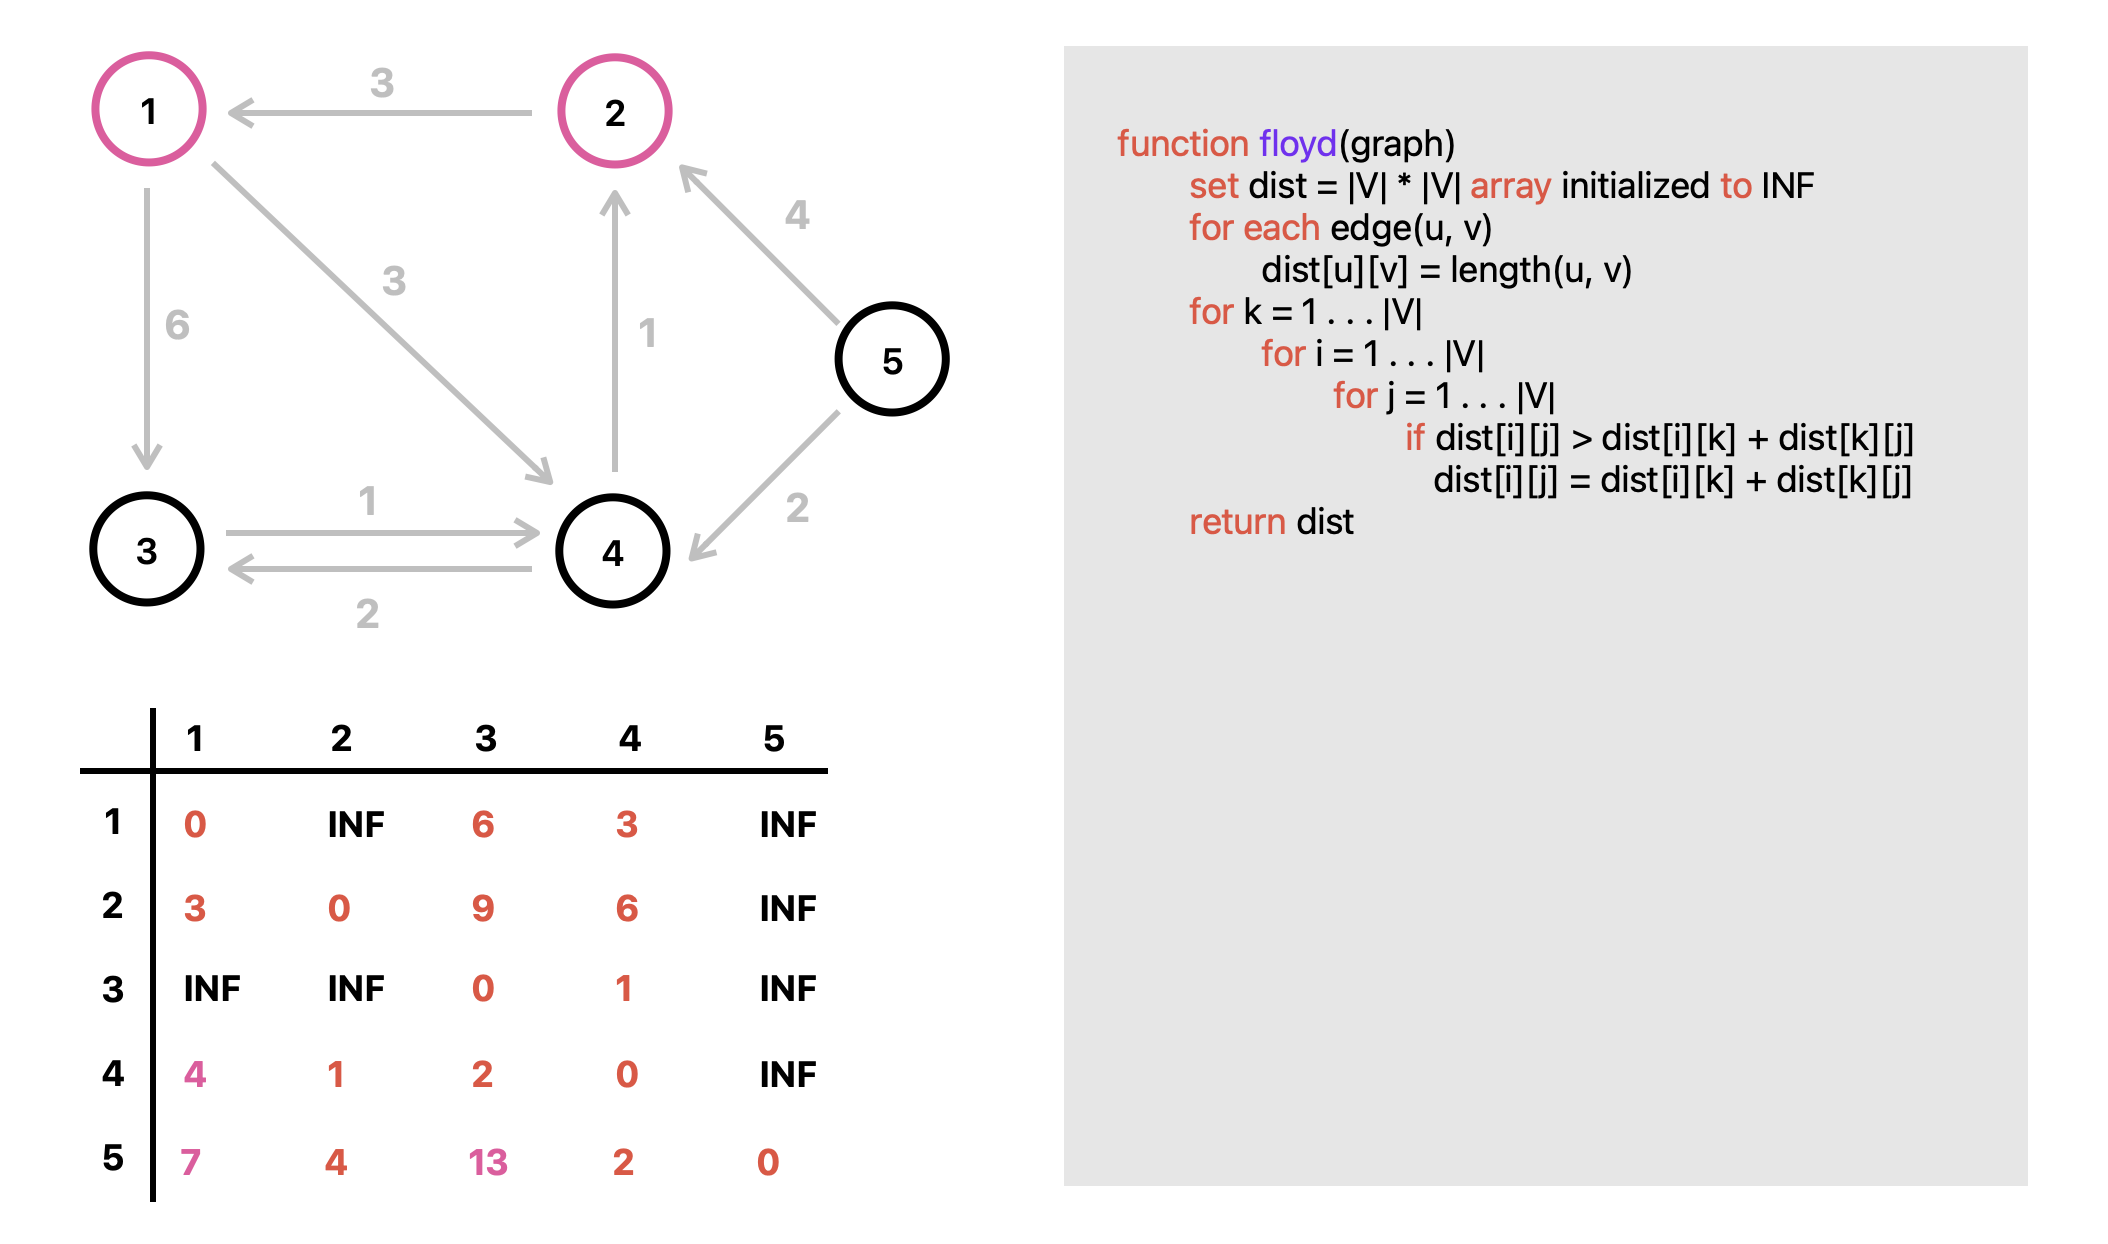 1
3
2
4
3
6
1
5
1
2
3
4
2
1 2 3 4 5
1 0 INF 6 3 INF
2 3 0 9 6 INF
3 INF INF 0 1 INF
4 4 1 2 0 INF
5 7 4 13 2 0
function floyd(graph)
set dist = |V| * |V| array initialized to INF
for each edge(u, v)
dist[u][v] = length(u, v)
for k = 1 . . . |V|
for i = 1 . . . |V|
for j = 1 . . . |V|
if dist[i][j] > dist[i][k] + dist[k][j]
dist[i][j] = dist[i][k] + dist[k][j]
return dist